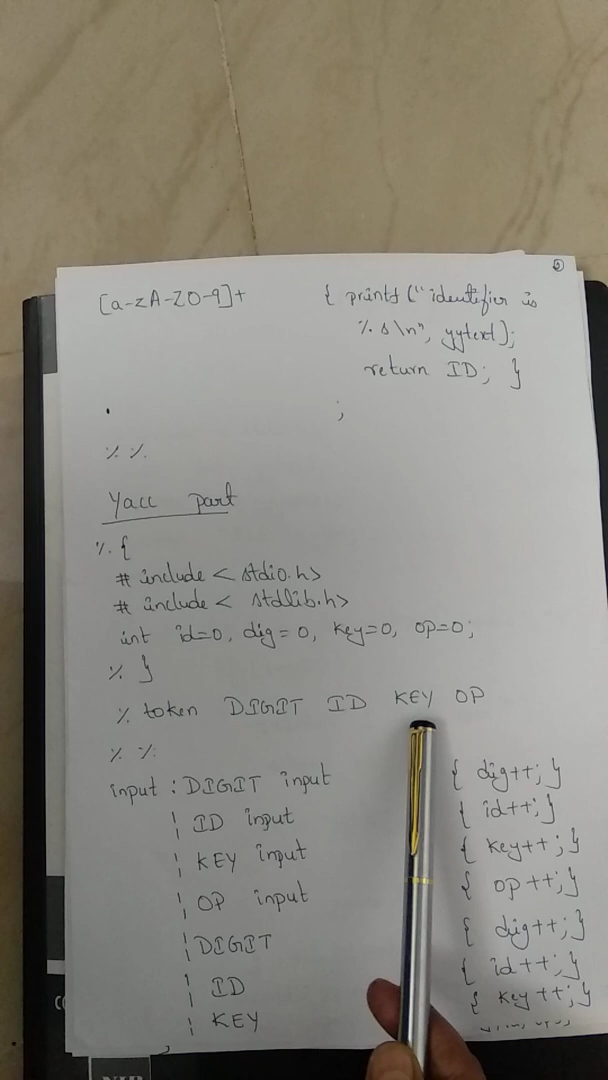 ②
[a-zA-Z0-9]+ { printf ("identifier is
%s \n", yytext);
return ID; }
. ;
%%
Yacc part
%{
# include < stdio.h>
# include < stdlib.h>
int id=0, dig=0, key=0, op=0;
%}
% token DIGIT ID KEY OP
%%
input : DIGIT input { dig++; }
| ID input { id++; }
| KEY input { key++; }
| OP input { op++; }
| DIGIT { dig++; }
| ID { id++; }
| KEY { key++; }